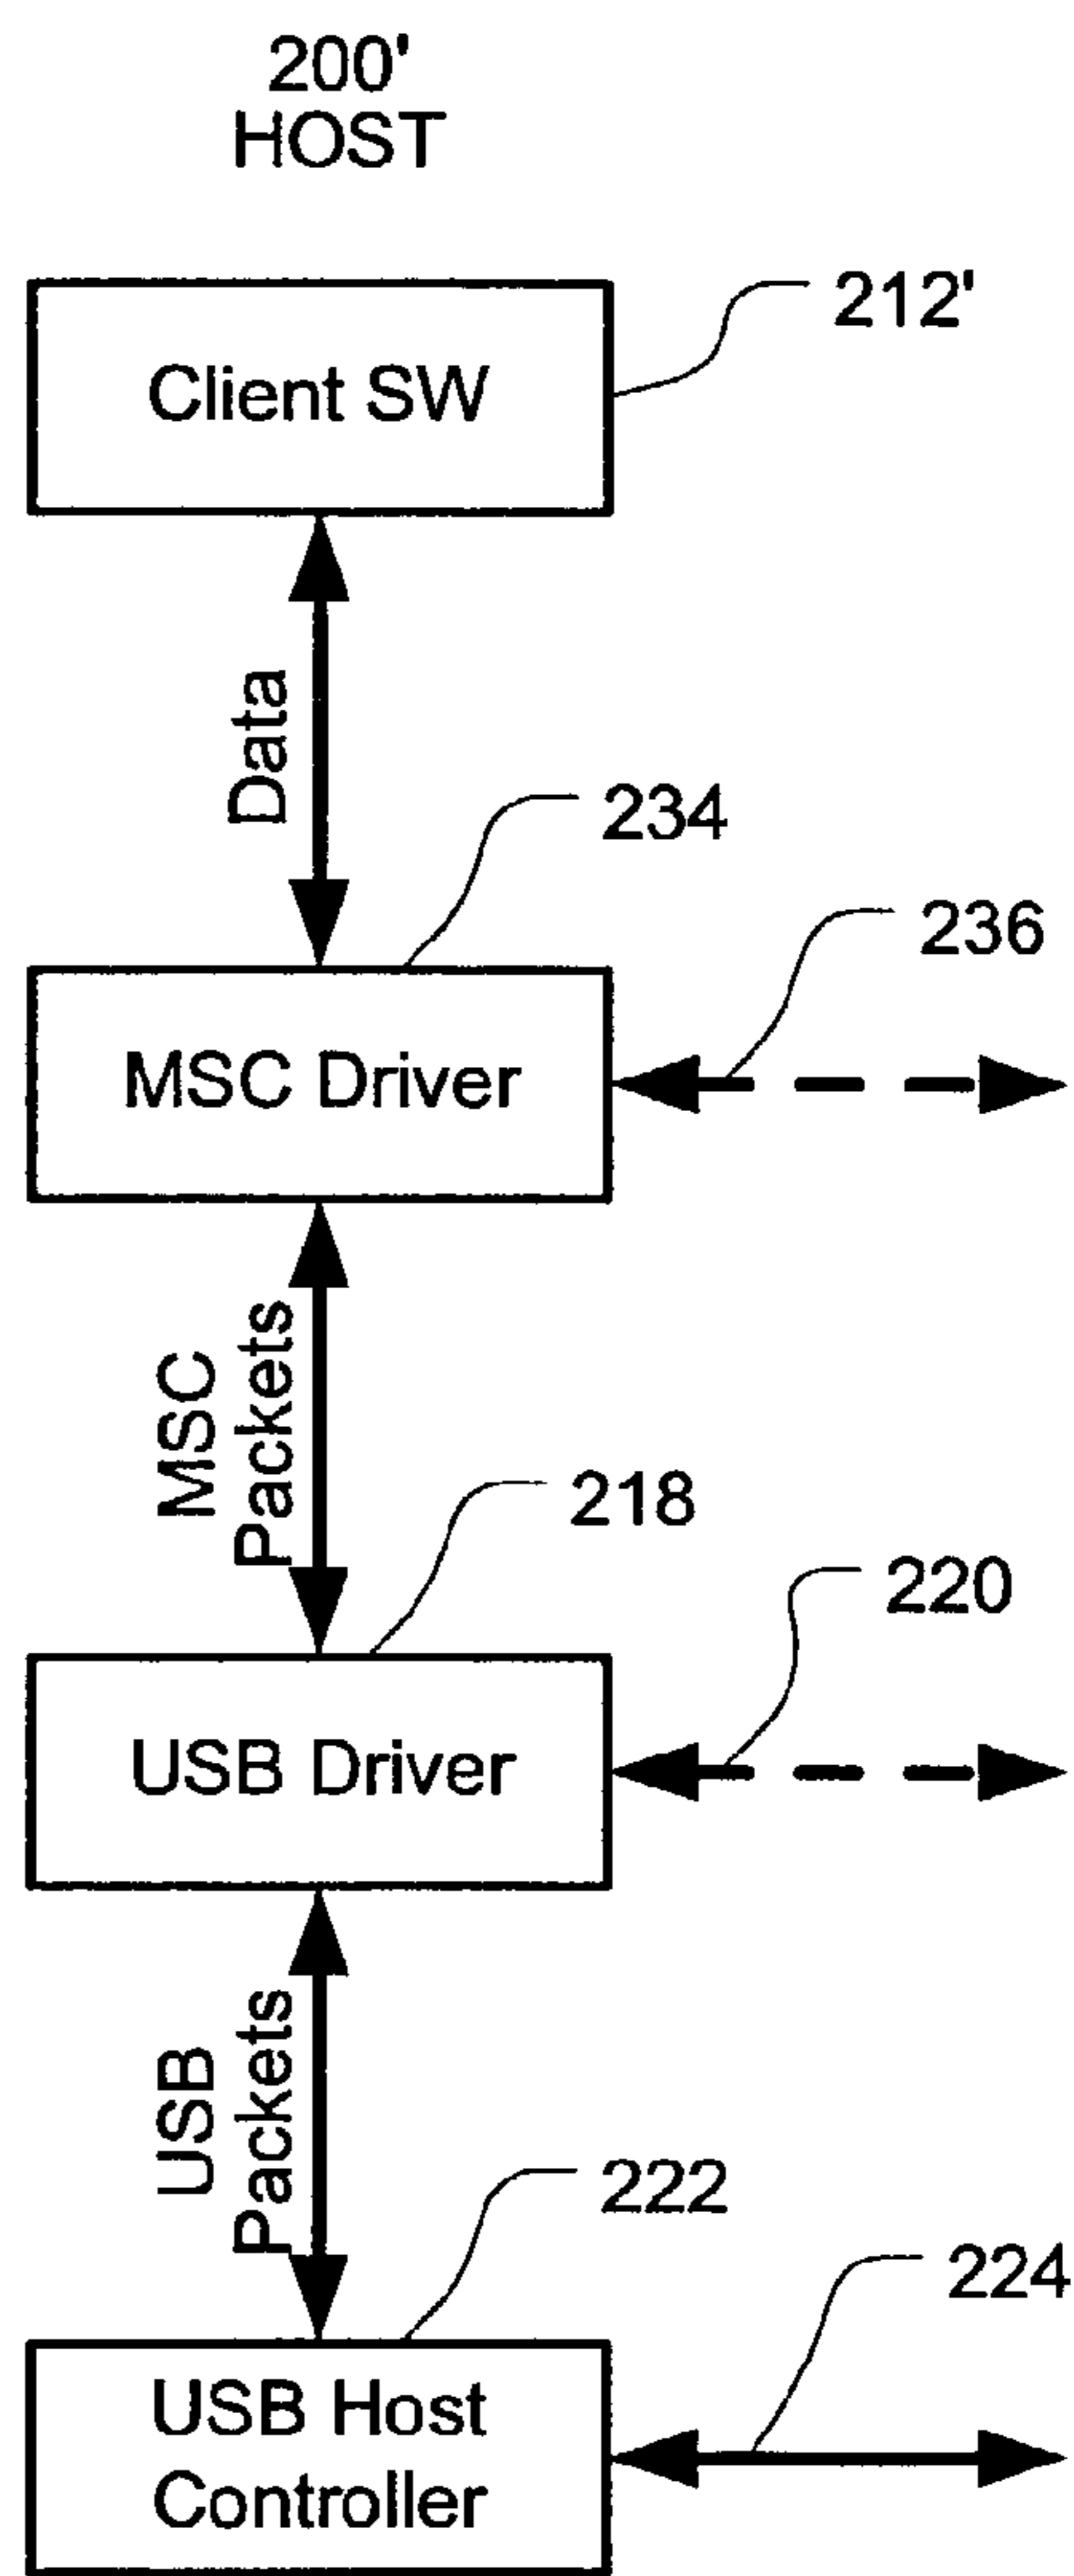 200'
HOST
212'
Client SW
Data
234
236
MSC Driver
MSC
Packets
218
220
USB Driver
USB
Packets
222
224
USB Host
Controller